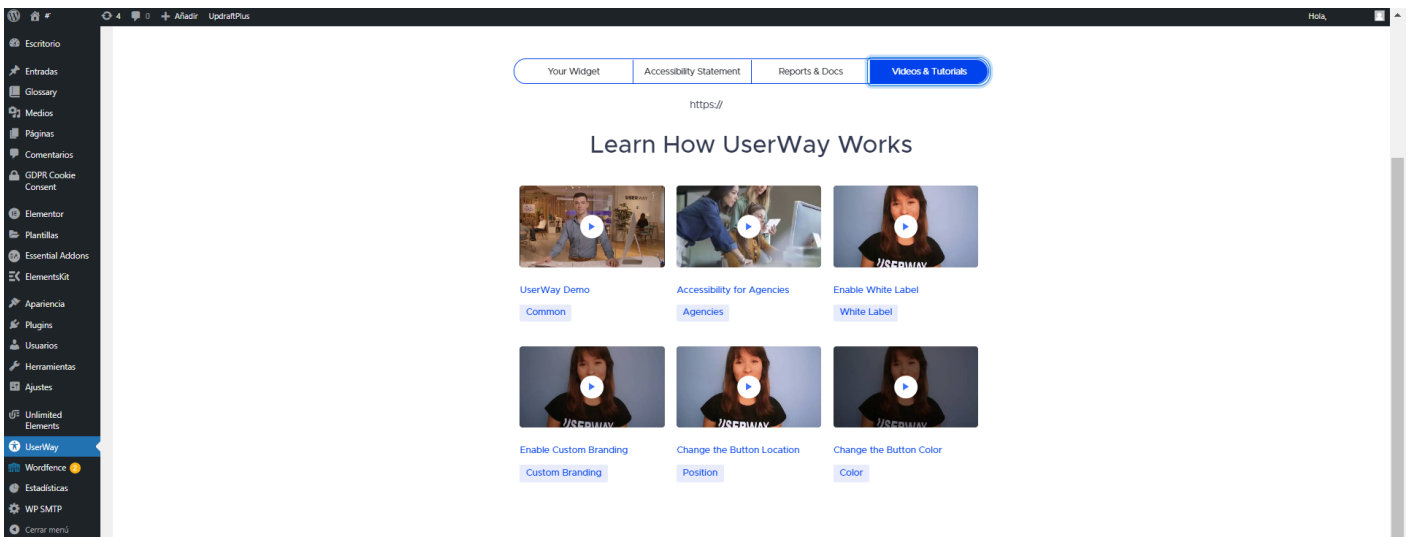 4 0 + Añadir UpdraftPlus Hola,
Escritorio
Entradas
Glossary
Medios
Páginas
Comentarios
GDPR Cookie
Consent
Elementor
Plantillas
Essential Addons
ElementsKit
Apariencia
Plugins
Usuarios
Herramientas
Ajustes
Unlimited
Elements
UserWay
Wordfence 2
Estadísticas
WP SMTP
Cerrar menú
Your Widget Accessibility Statement Reports & Docs Videos & Tutorials
https://
Learn How UserWay Works
UserWay Demo Accessibility for Agencies Enable White Label
Common Agencies White Label
Enable Custom Branding Change the Button Location Change the Button Color
Custom Branding Position Color